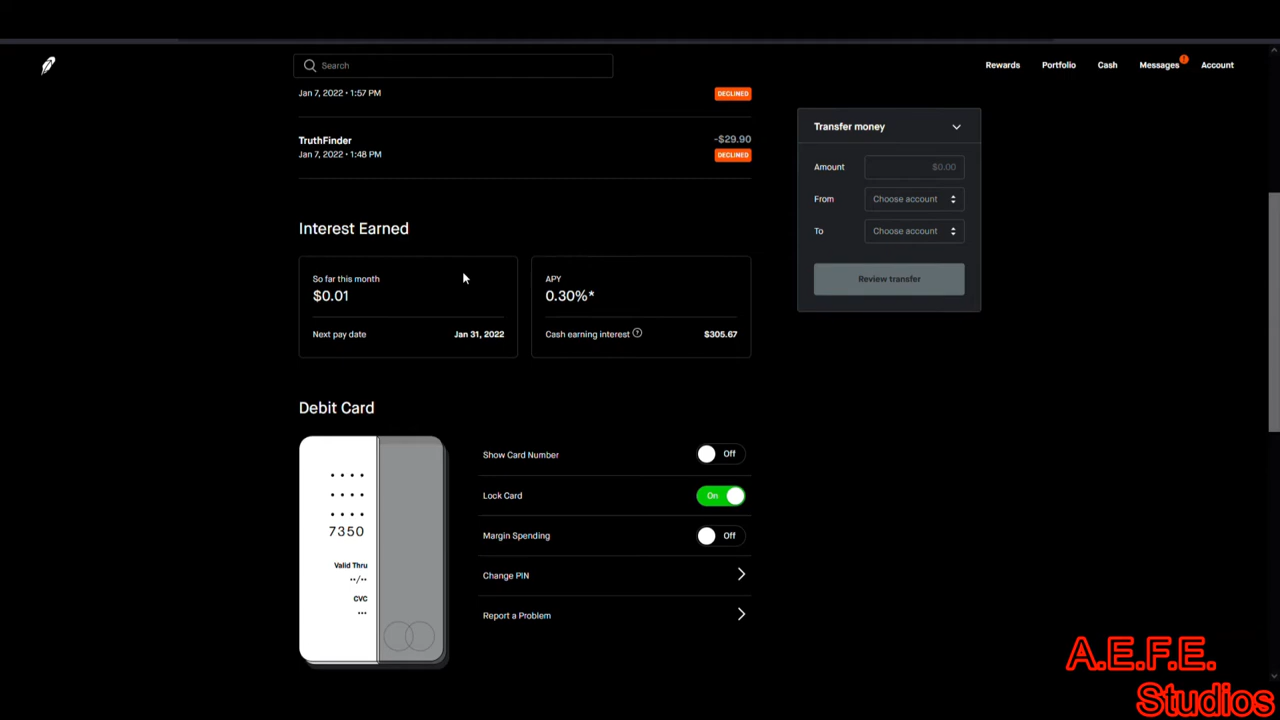 Search
Rewards
Portfolio
Cash
Messages
Account
Jan 7, 2022 • 1:57 PM
DECLINED
TruthFinder
-$29.90
Jan 7, 2022 • 1:48 PM
DECLINED
Transfer money
Amount
$0.00
From
Choose account
To
Choose account
Review transfer
Interest Earned
So far this month
$0.01
Next pay date
Jan 31, 2022
APY
0.30%*
Cash earning interest
$305.67
Debit Card
• • • •
• • • •
• • • •
7350
Valid Thru
••/••
CVC
•••
Show Card Number
Off
Lock Card
On
Margin Spending
Off
Change PIN
Report a Problem
A.E.F.E.
Studios